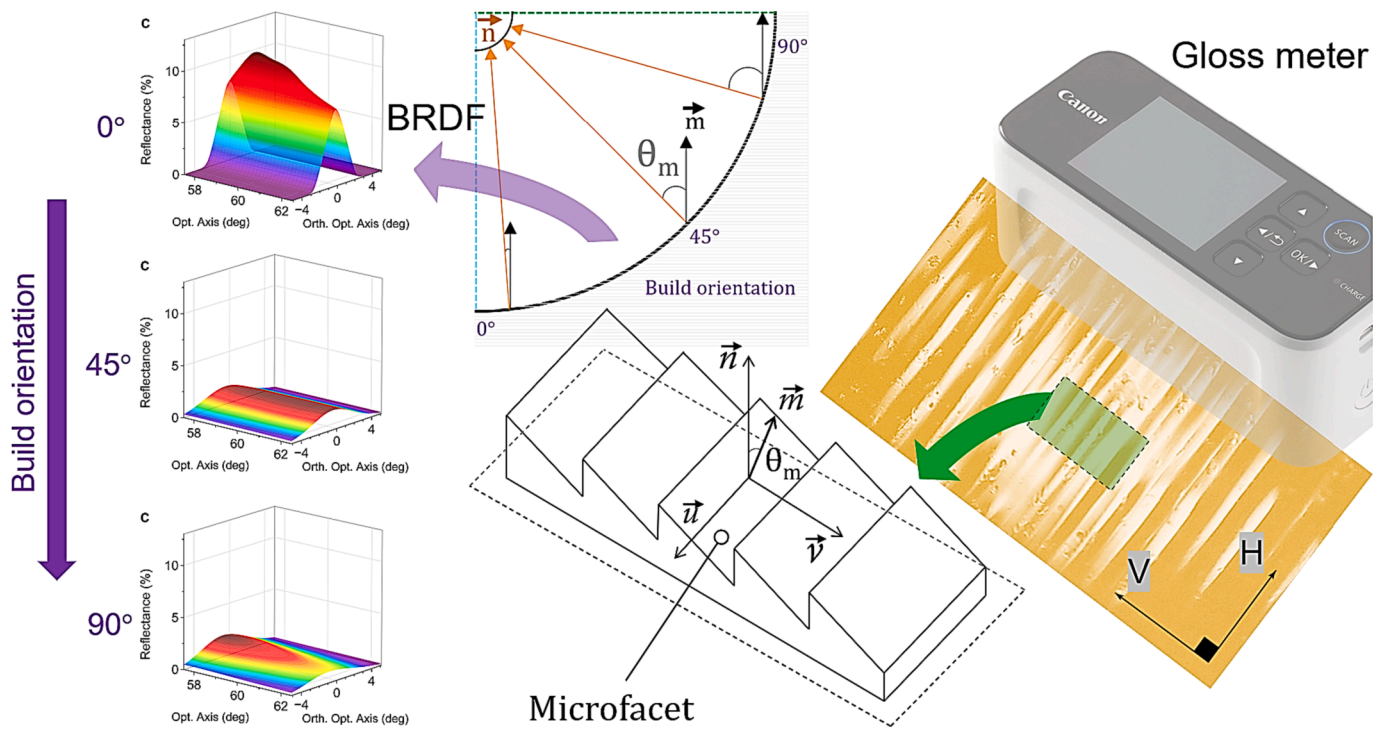 Build orientation
0°
45°
90°
c
Reflectance (%)
10
5
0
58
60
62
−4
0
4
Opt. Axis (deg)
Orth. Opt. Axis (deg)
c
Reflectance (%)
10
5
0
58
60
62
−4
0
4
Opt. Axis (deg)
Orth. Opt. Axis (deg)
c
Reflectance (%)
10
5
0
58
60
62
−4
0
4
Opt. Axis (deg)
Orth. Opt. Axis (deg)
BRDF
n
90°
m
θm
45°
Build orientation
0°
n
m
θm
u
v
Microfacet
Gloss meter
Canon
SCAN
OK/▶
CHARGE
V
H